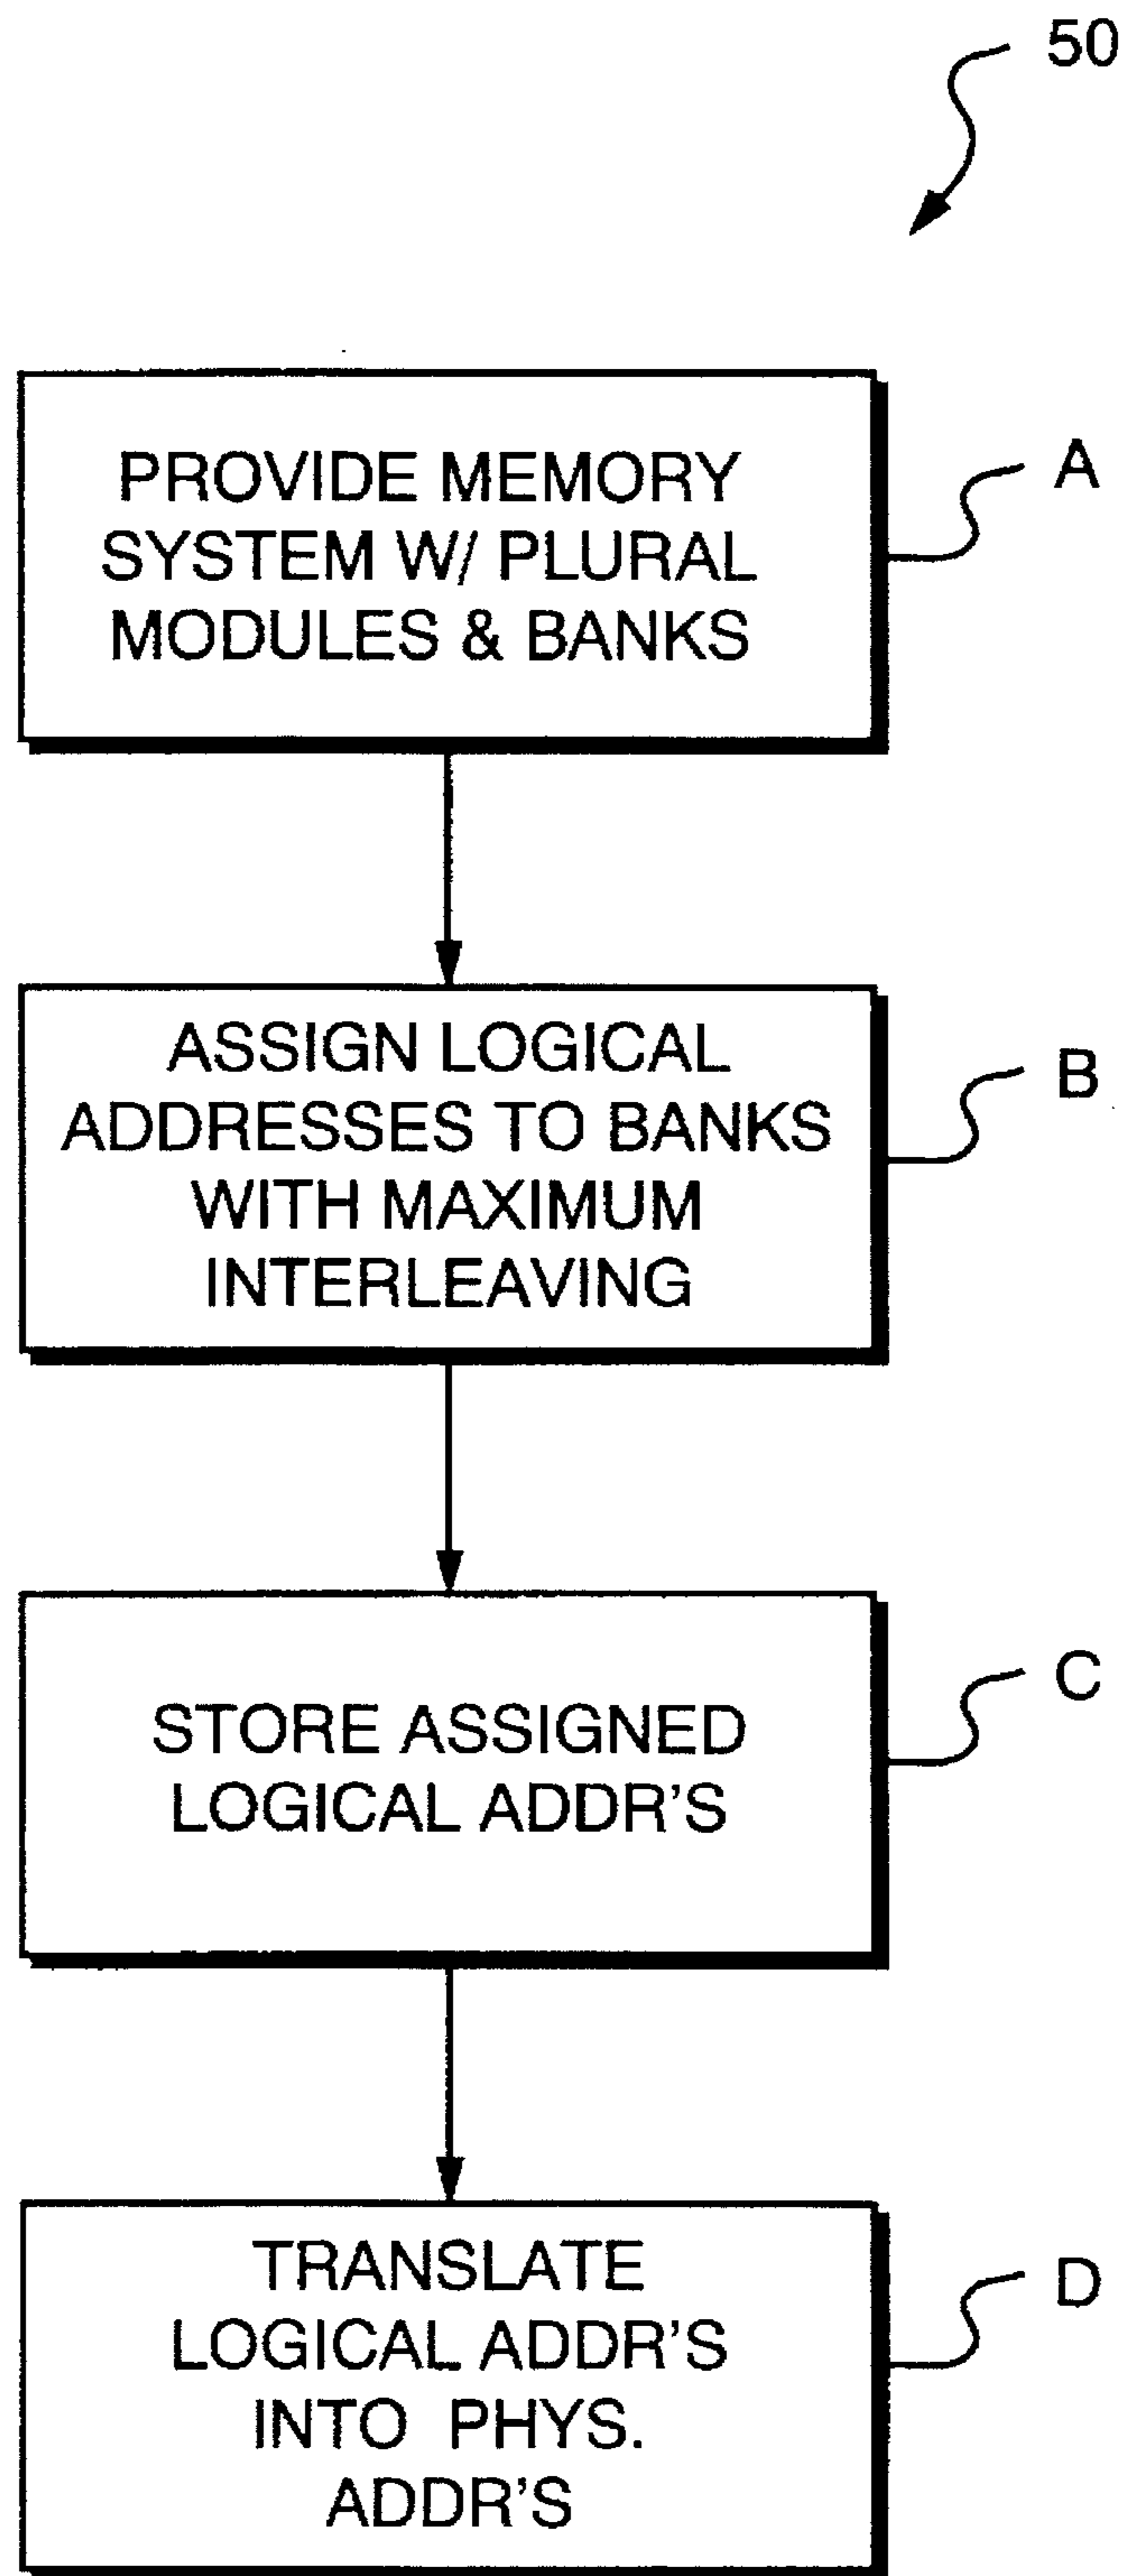 50
PROVIDE MEMORY
SYSTEM W/ PLURAL
MODULES & BANKS
A
ASSIGN LOGICAL
ADDRESSES TO BANKS
WITH MAXIMUM
INTERLEAVING
B
STORE ASSIGNED
LOGICAL ADDR'S
C
TRANSLATE
LOGICAL ADDR'S
INTO PHYS.
ADDR'S
D